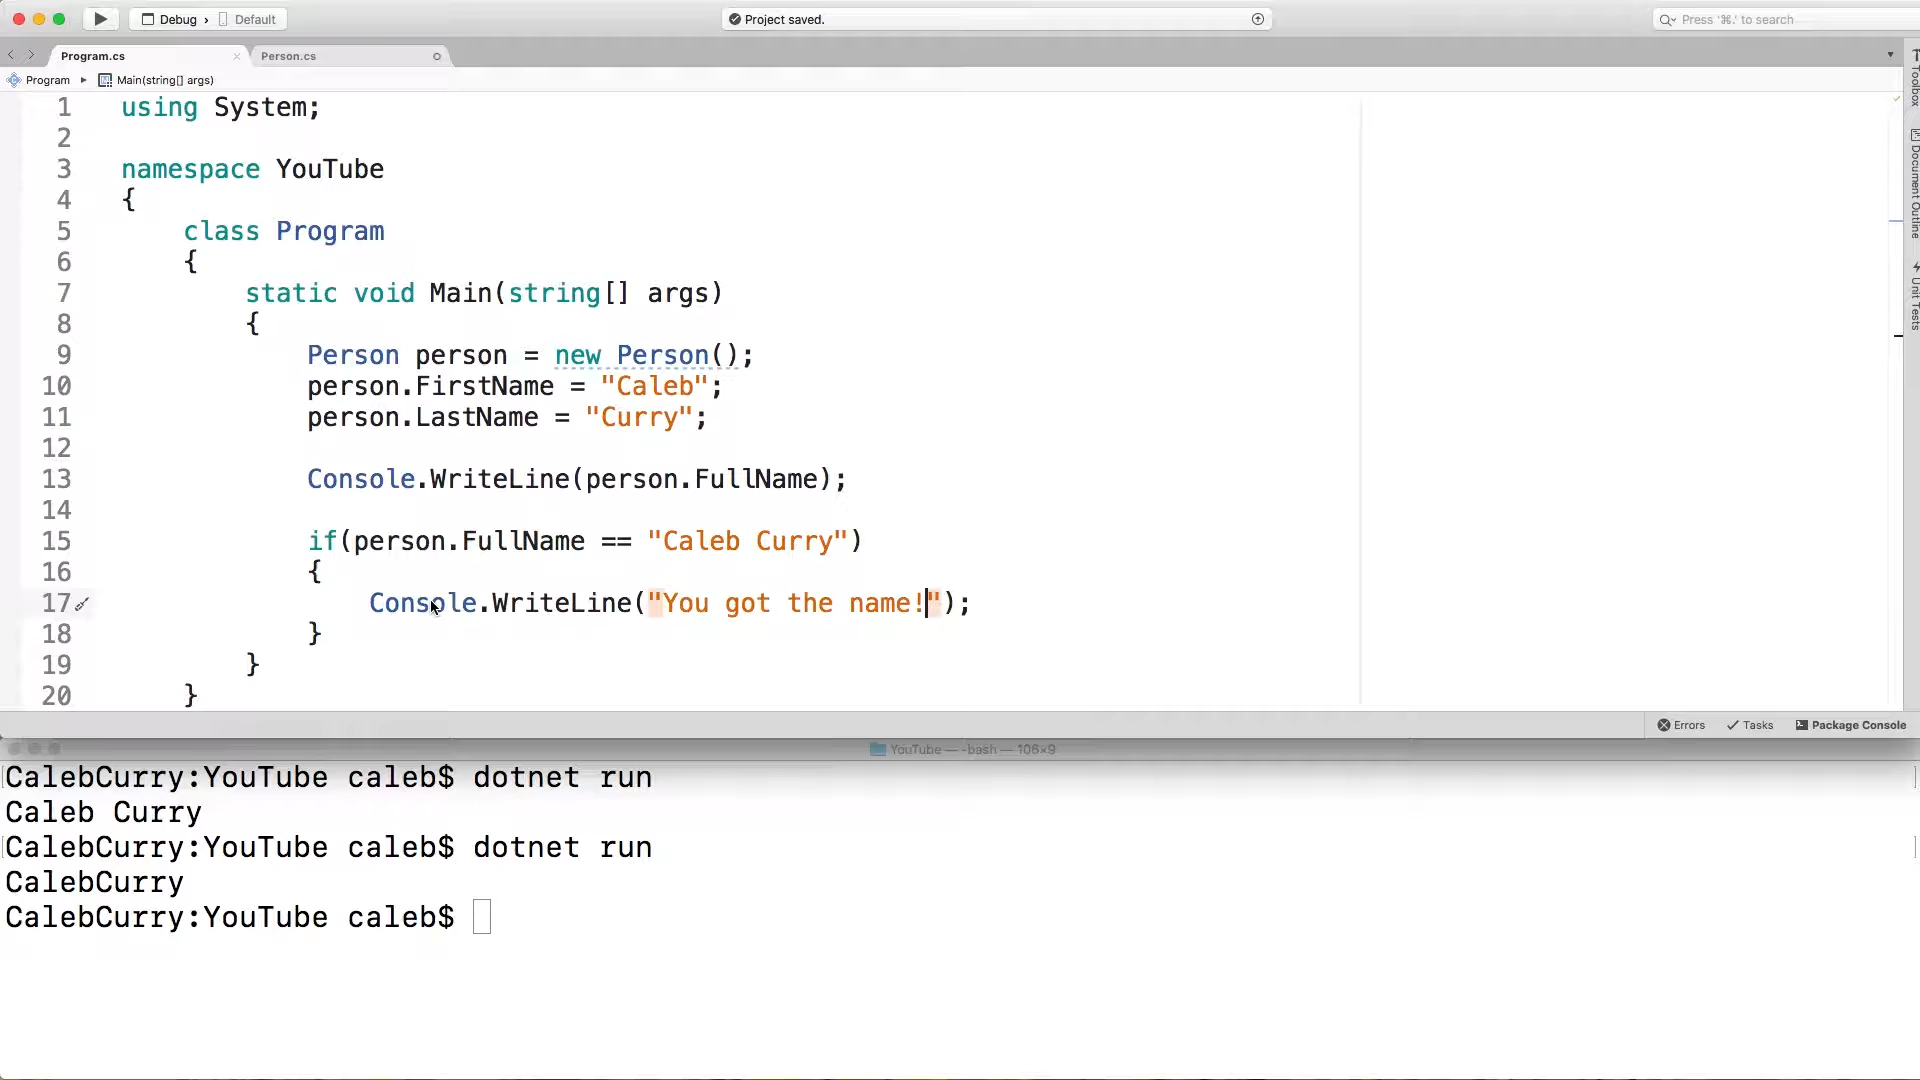 Debug › Default
Project saved.
Press '⌘.' to search
Program.cs
Person.cs
Program ▸ Main(string[] args)
1 using System;
2
3 namespace YouTube
4 {
5 class Program
6 {
7 static void Main(string[] args)
8 {
9 Person person = new Person();
10 person.FirstName = "Caleb";
11 person.LastName = "Curry";
12
13 Console.WriteLine(person.FullName);
14
15 if(person.FullName == "Caleb Curry")
16 {
17 Console.WriteLine("You got the name!");
18 }
19 }
20 }
Toolbox
Document Outline
Unit Tests
Errors Tasks Package Console
YouTube — -bash — 106×9
CalebCurry:YouTube caleb$ dotnet run
Caleb Curry
CalebCurry:YouTube caleb$ dotnet run
CalebCurry
CalebCurry:YouTube caleb$